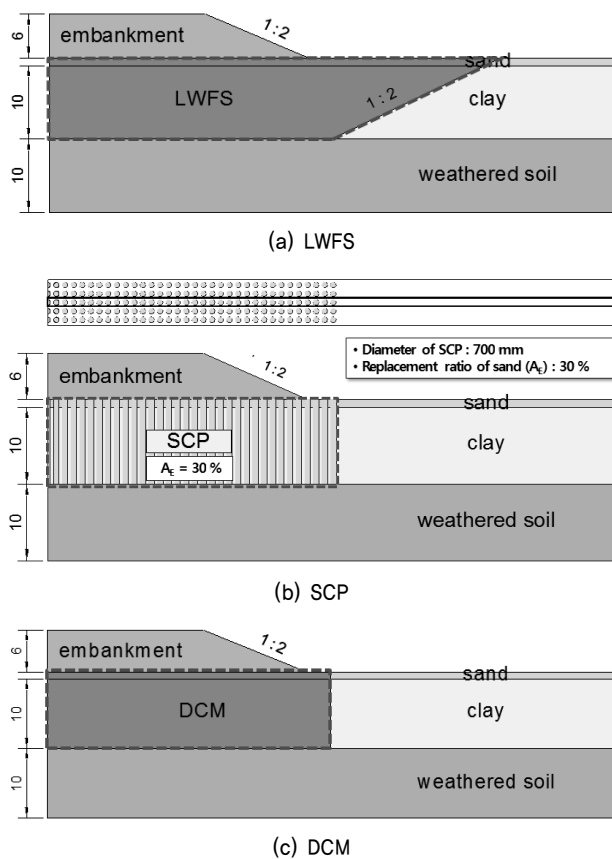 6
embankment
1:2
sand
10
LWFS
1:2
clay
10
weathered soil
(a) LWFS
• Diameter of SCP : 700 mm
• Replacement ratio of sand (AE) : 30 %
6
embankment
1:2
sand
10
SCP
AE = 30 %
clay
10
weathered soil
(b) SCP
6
embankment
1:2
sand
10
DCM
clay
10
weathered soil
(c) DCM